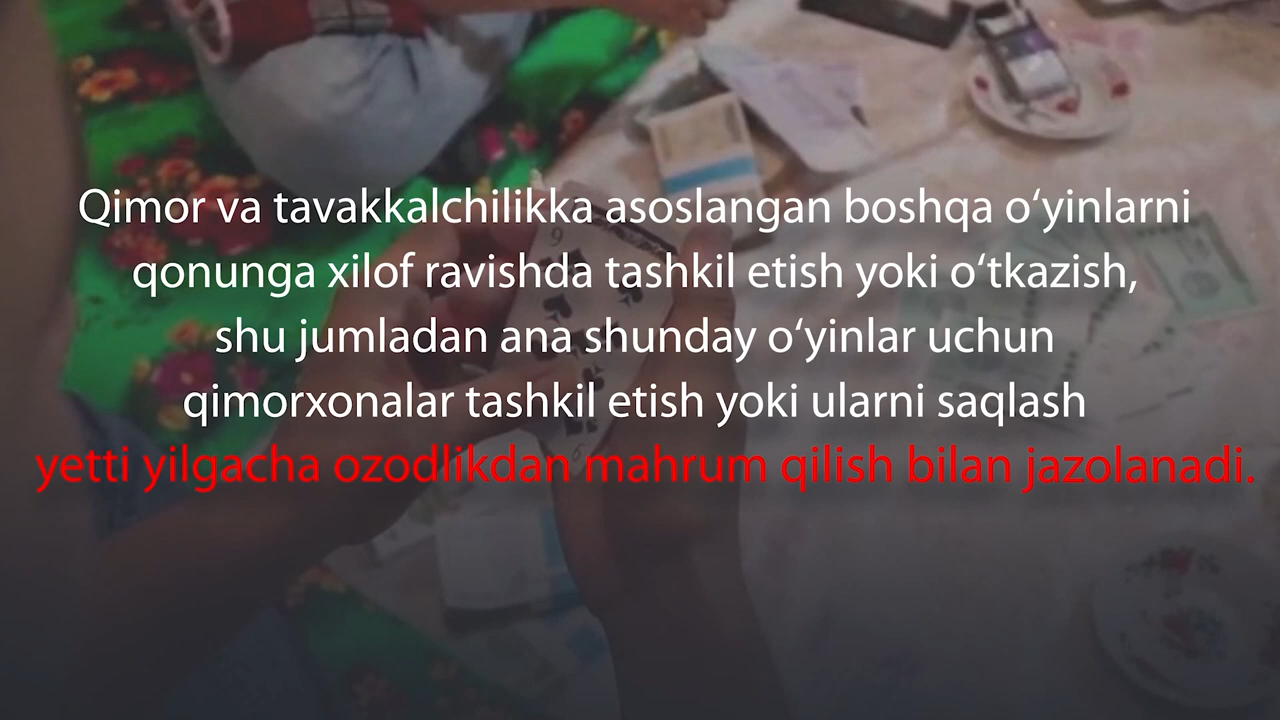 Qimor va tavakkalchilikka asoslangan boshqa o‘yinlarni
qonunga xilof ravishda tashkil etish yoki o‘tkazish,
shu jumladan ana shunday o‘yinlar uchun
qimorxonalar tashkil etish yoki ularni saqlash
yetti yilgacha ozodlikdan mahrum qilish bilan jazolanadi.